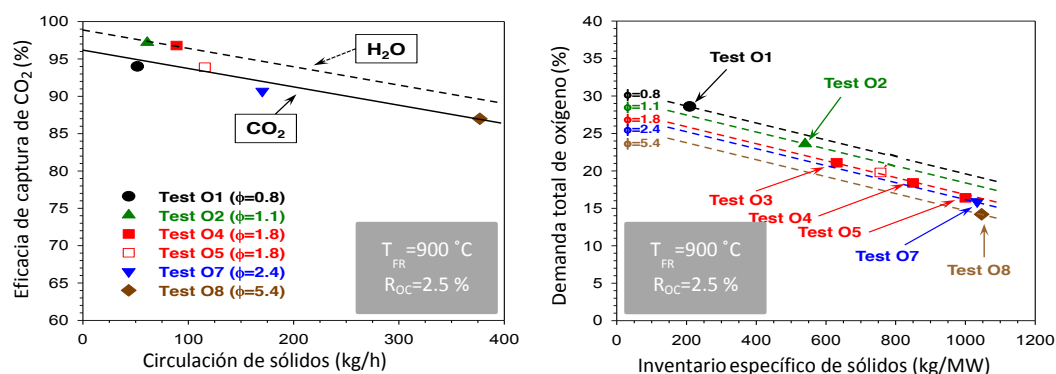 Eficacia de captura de CO₂ (%)
100
95
90
85
80
75
70
65
60
H₂O
CO₂
Test O1 (ϕ=0.8)
Test O2 (ϕ=1.1)
Test O4 (ϕ=1.8)
Test O5 (ϕ=1.8)
Test O7 (ϕ=2.4)
Test O8 (ϕ=5.4)
T_FR=900 ˚C
R_OC=2.5 %
0 100 200 300 400
Circulación de sólidos (kg/h)
Demanda total de oxígeno (%)
40
35
30
25
20
15
10
5
0
Test O1
Test O2
ϕ=0.8
ϕ=1.1
ϕ=1.8
ϕ=2.4
ϕ=5.4
Test O3
Test O4
Test O5
Test O7
Test O8
T_FR=900 ˚C
R_OC=2.5 %
0 200 400 600 800 1000 1200
Inventario específico de sólidos (kg/MW)